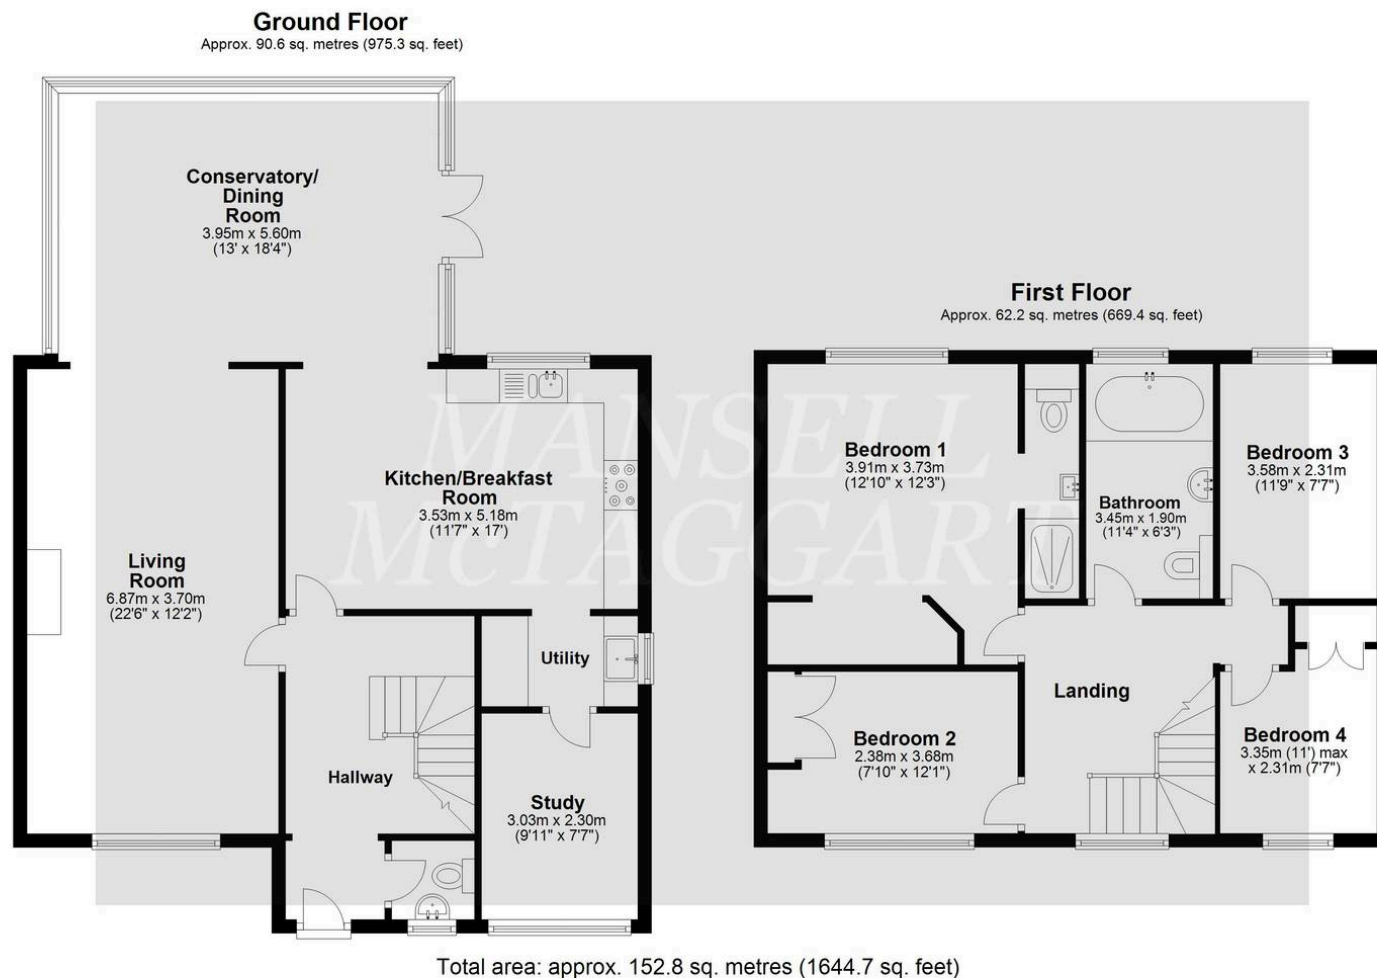 Ground Floor
Approx. 90.6 sq. metres (975.3 sq. feet)
Conservatory/
Dining
Room
3.95m x 5.60m
(13' x 18'4")
Kitchen/Breakfast
Room
3.53m x 5.18m
(11'7" x 17')
Living
Room
6.87m x 3.70m
(22'6" x 12'2")
Utility
Hallway
Study
3.03m x 2.30m
(9'11" x 7'7")
First Floor
Approx. 62.2 sq. metres (669.4 sq. feet)
Bedroom 1
3.91m x 3.73m
(12'10" x 12'3")
Bathroom
3.45m x 1.90m
(11'4" x 6'3")
Bedroom 3
3.58m x 2.31m
(11'9" x 7'7")
Landing
Bedroom 2
2.38m x 3.68m
(7'10" x 12'1")
Bedroom 4
3.35m (11') max
x 2.31m (7'7")
MANSELL
McTAGGART
Total area: approx. 152.8 sq. metres (1644.7 sq. feet)